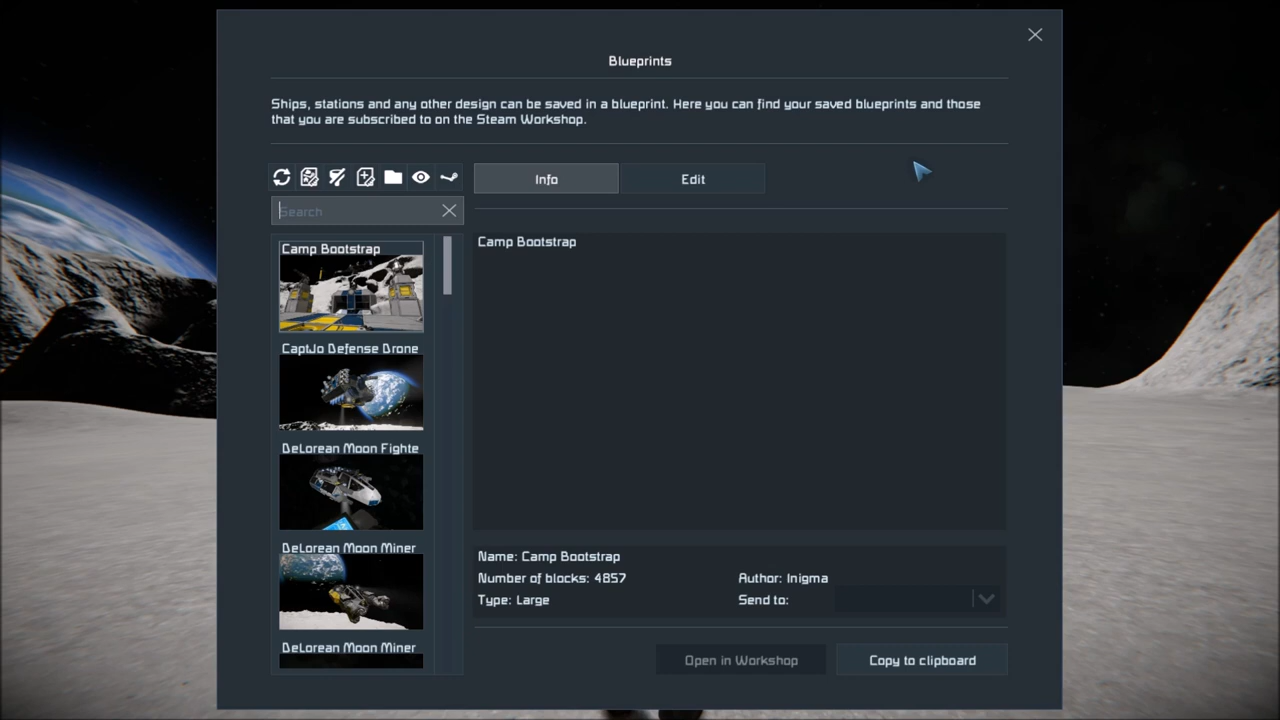 Blueprints
Ships, stations and any other design can be saved in a blueprint. Here you can find your saved blueprints and those
that you are subscribed to on the Steam Workshop.
Info
Edit
Search
Camp Bootstrap
CaptJo Defense Drone
DeLorean Moon Fighte
DeLorean Moon Miner
DeLorean Moon Miner
Camp Bootstrap
Name: Camp Bootstrap
Number of blocks: 4857
Author: Inigma
Type: Large
Send to:
Open in Workshop
Copy to clipboard